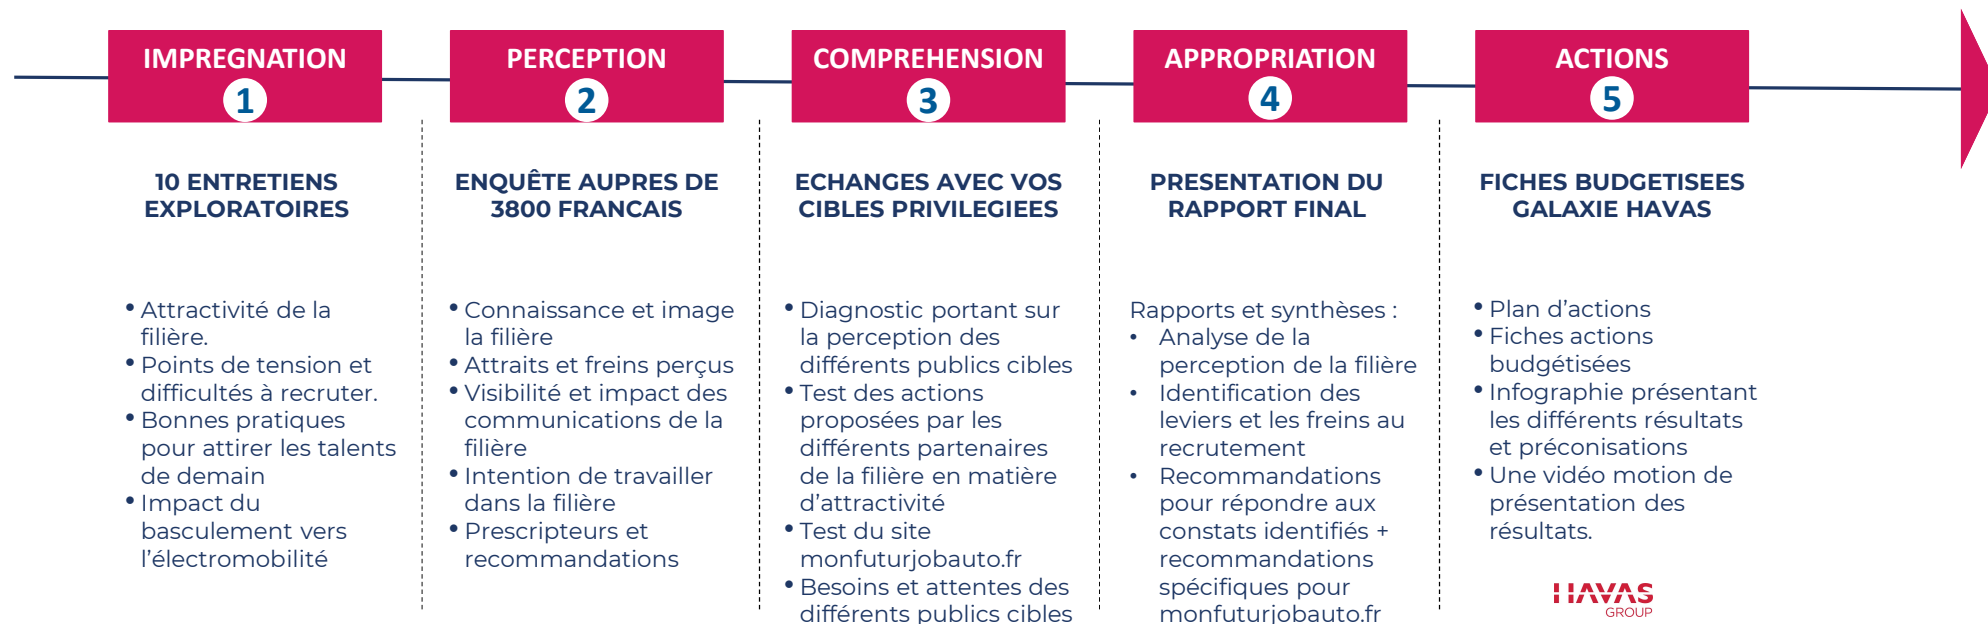 IMPREGNATION
1
10 ENTRETIENS
EXPLORATOIRES
• Attractivité de la
filière.
• Points de tension et
difficultés à recruter.
• Bonnes pratiques
pour attirer les talents
de demain
• Impact du
basculement vers
l'électromobilité
PERCEPTION
2
ENQUÊTE AUPRES DE
3800 FRANCAIS
• Connaissance et image
la filière
• Attraits et freins perçus
• Visibilité et impact des
communications de la
filière
• Intention de travailler
dans la filière
• Prescripteurs et
recommandations
COMPREHENSION
3
ECHANGES AVEC VOS
CIBLES PRIVILEGIEES
• Diagnostic portant sur
la perception des
différents publics cibles
• Test des actions
proposées par les
différents partenaires
de la filière en matière
d'attractivité
• Test du site
monfuturjobauto.fr
• Besoins et attentes des
différents publics cibles
APPROPRIATION
4
PRESENTATION DU
RAPPORT FINAL
Rapports et synthèses :
• Analyse de la
perception de la filière
• Identification des
leviers et les freins au
recrutement
• Recommandations
pour répondre aux
constats identifiés +
recommandations
spécifiques pour
monfuturjobauto.fr
ACTIONS
5
FICHES BUDGETISEES
GALAXIE HAVAS
• Plan d'actions
• Fiches actions
budgétisées
• Infographie présentant
les différents résultats
et préconisations
• Une vidéo motion de
présentation des
résultats.
HAVAS
GROUP